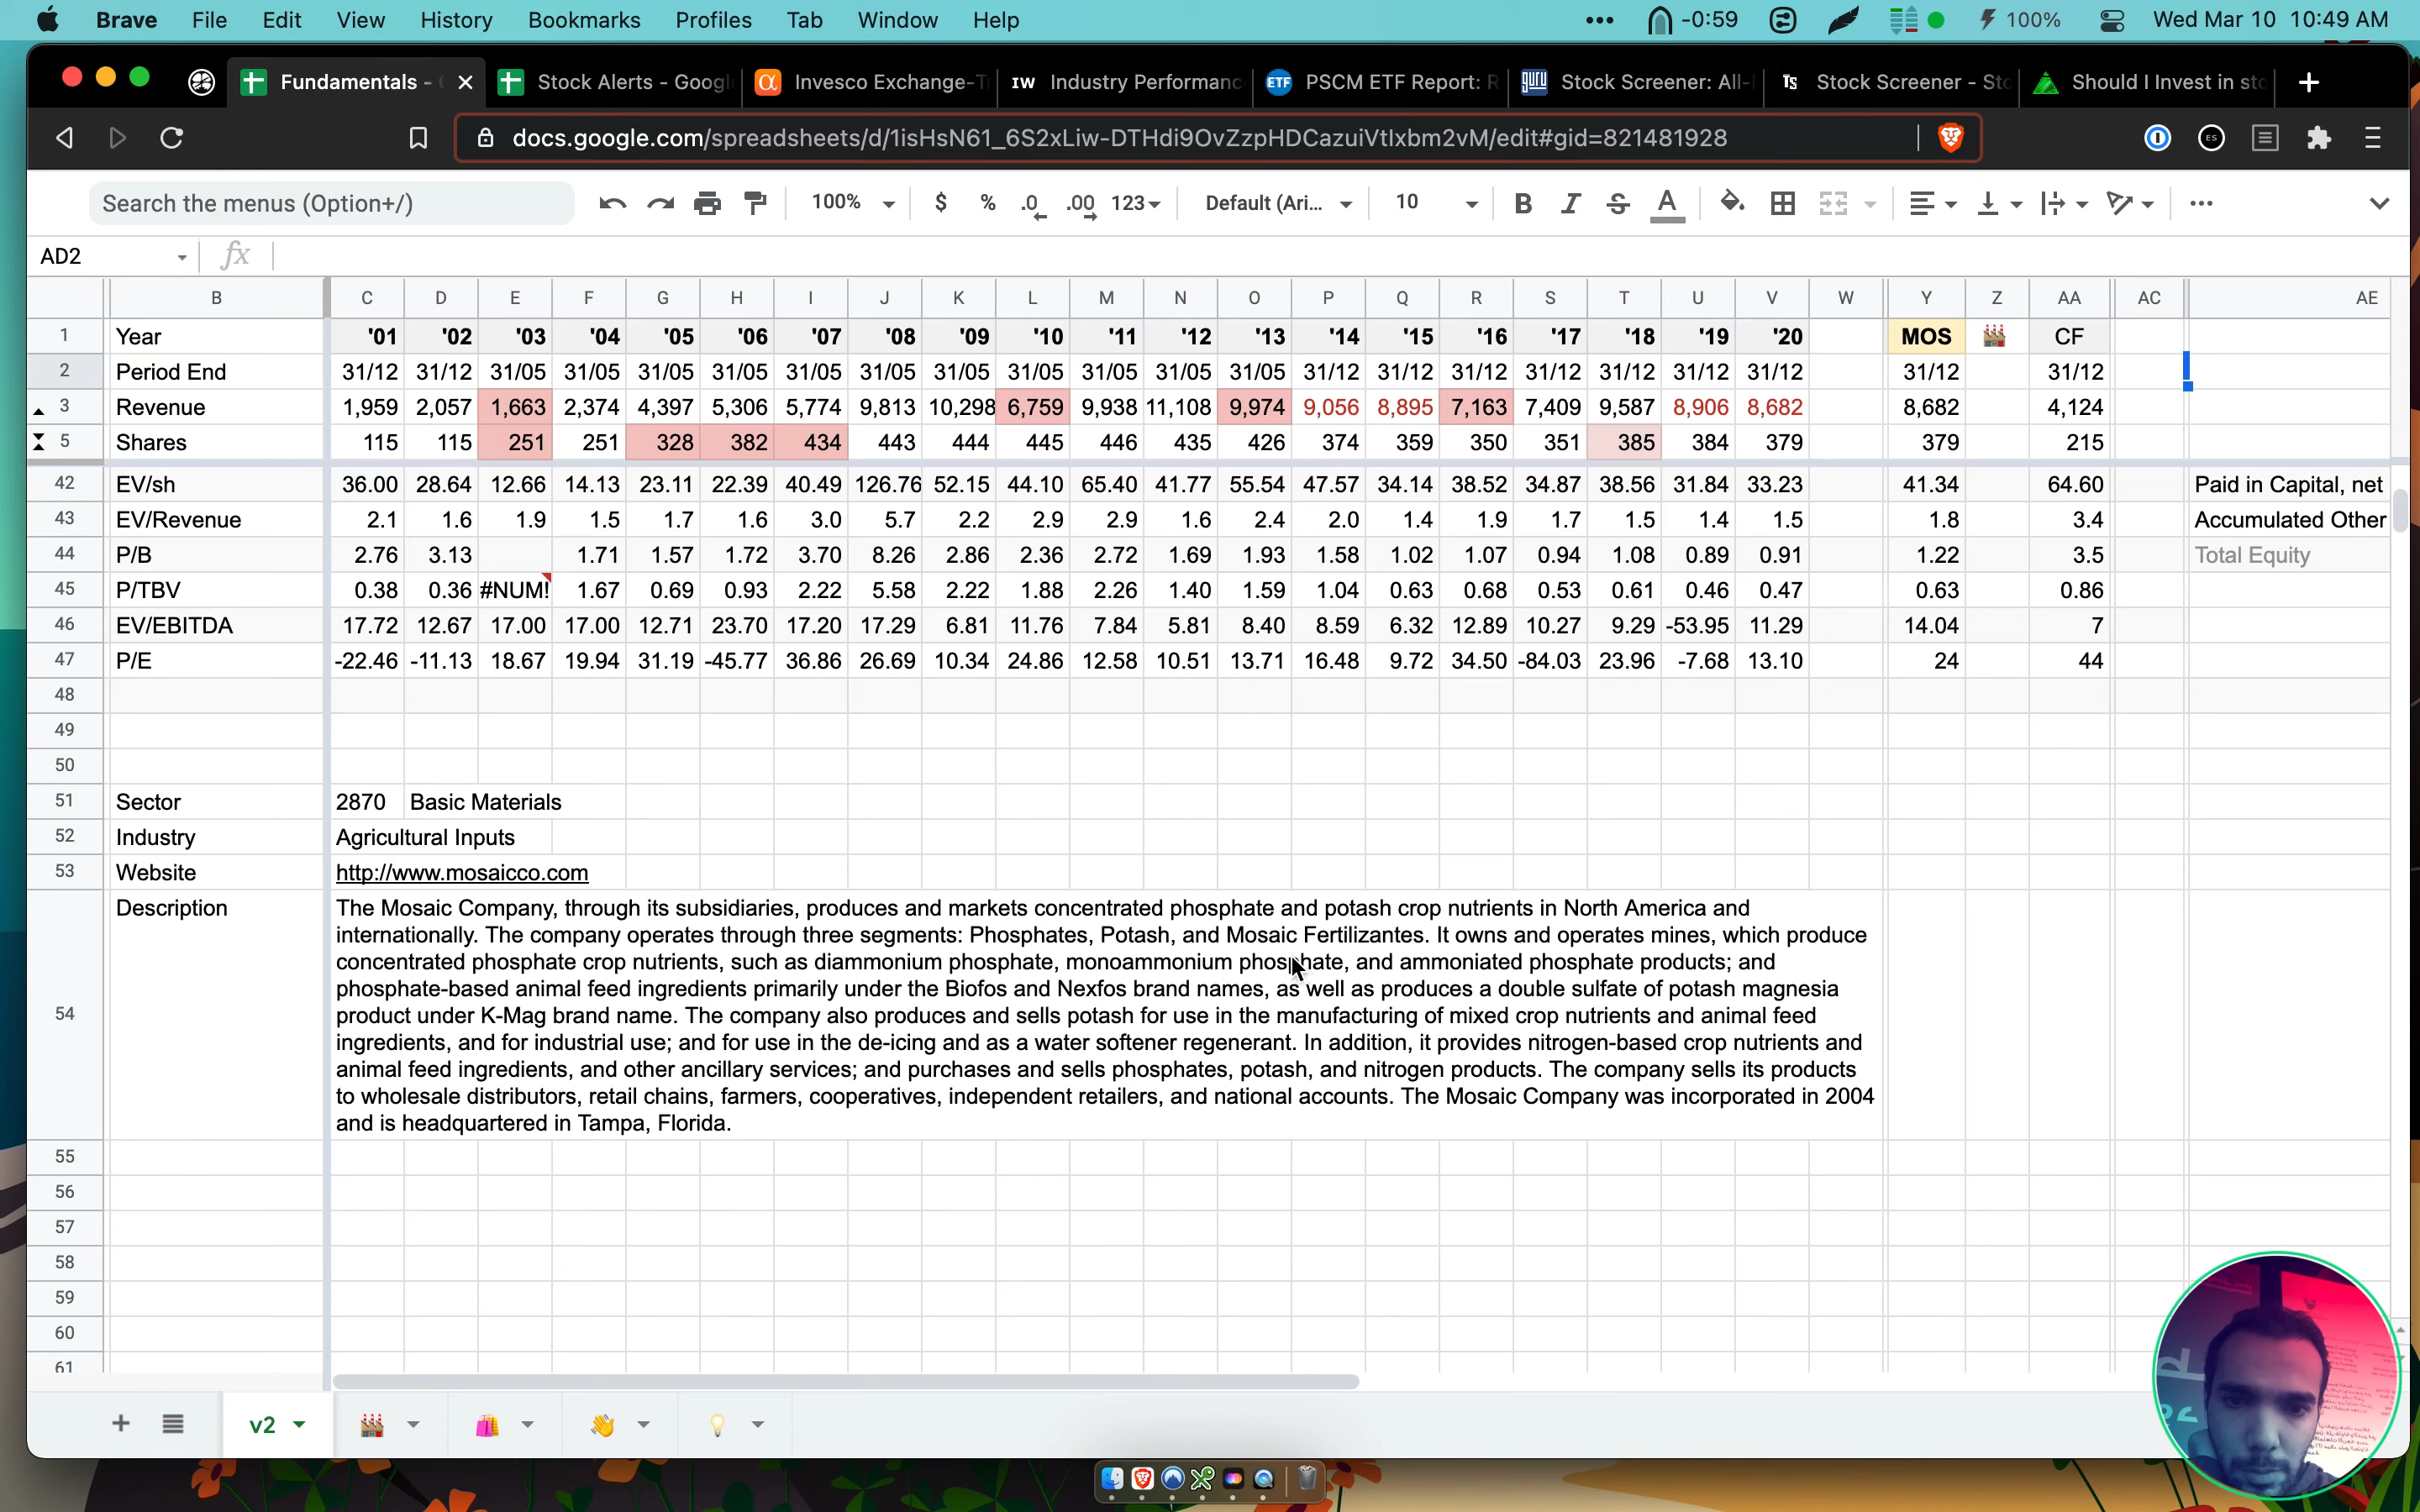 Brave File Edit View History Bookmarks Profiles Tab Window Help ••• -0:59 100% Wed Mar 10 10:49 AM
Fundamentals - Stock Alerts - Googl Invesco Exchange-T IW Industry Performanc ETF PSCM ETF Report: R guru Stock Screener: All- Ts Stock Screener - Sto Should I Invest in sto
docs.google.com/spreadsheets/d/1isHsN61_6S2xLiw-DTHdi9OvZzpHDCazuiVtIxbm2vM/edit#gid=821481928
Search the menus (Option+/) 100% $ % .0 .00 123 Default (Ari... 10 B I S A
AD2 fx
B C D E F G H I J K L M N O P Q R S T U V W Y Z AA AC AE
1 Year '01 '02 '03 '04 '05 '06 '07 '08 '09 '10 '11 '12 '13 '14 '15 '16 '17 '18 '19 '20 MOS CF
2 Period End 31/12 31/12 31/05 31/05 31/05 31/05 31/05 31/05 31/05 31/05 31/05 31/05 31/05 31/12 31/12 31/12 31/12 31/12 31/12 31/12 31/12 31/12
3 Revenue 1,959 2,057 1,663 2,374 4,397 5,306 5,774 9,813 10,298 6,759 9,938 11,108 9,974 9,056 8,895 7,163 7,409 9,587 8,906 8,682 8,682 4,124
5 Shares 115 115 251 251 328 382 434 443 444 445 446 435 426 374 359 350 351 385 384 379 379 215
42 EV/sh 36.00 28.64 12.66 14.13 23.11 22.39 40.49 126.76 52.15 44.10 65.40 41.77 55.54 47.57 34.14 38.52 34.87 38.56 31.84 33.23 41.34 64.60 Paid in Capital, net
43 EV/Revenue 2.1 1.6 1.9 1.5 1.7 1.6 3.0 5.7 2.2 2.9 2.9 1.6 2.4 2.0 1.4 1.9 1.7 1.5 1.4 1.5 1.8 3.4 Accumulated Other
44 P/B 2.76 3.13 1.71 1.57 1.72 3.70 8.26 2.86 2.36 2.72 1.69 1.93 1.58 1.02 1.07 0.94 1.08 0.89 0.91 1.22 3.5 Total Equity
45 P/TBV 0.38 0.36 #NUM! 1.67 0.69 0.93 2.22 5.58 2.22 1.88 2.26 1.40 1.59 1.04 0.63 0.68 0.53 0.61 0.46 0.47 0.63 0.86
46 EV/EBITDA 17.72 12.67 17.00 17.00 12.71 23.70 17.20 17.29 6.81 11.76 7.84 5.81 8.40 8.59 6.32 12.89 10.27 9.29 -53.95 11.29 14.04 7
47 P/E -22.46 -11.13 18.67 19.94 31.19 -45.77 36.86 26.69 10.34 24.86 12.58 10.51 13.71 16.48 9.72 34.50 -84.03 23.96 -7.68 13.10 24 44
48
49
50
51 Sector 2870 Basic Materials
52 Industry Agricultural Inputs
53 Website http://www.mosaicco.com
54 Description The Mosaic Company, through its subsidiaries, produces and markets concentrated phosphate and potash crop nutrients in North America and
internationally. The company operates through three segments: Phosphates, Potash, and Mosaic Fertilizantes. It owns and operates mines, which produce
concentrated phosphate crop nutrients, such as diammonium phosphate, monoammonium phosphate, and ammoniated phosphate products; and
phosphate-based animal feed ingredients primarily under the Biofos and Nexfos brand names, as well as produces a double sulfate of potash magnesia
product under K-Mag brand name. The company also produces and sells potash for use in the manufacturing of mixed crop nutrients and animal feed
ingredients, and for industrial use; and for use in the de-icing and as a water softener regenerant. In addition, it provides nitrogen-based crop nutrients and
animal feed ingredients, and other ancillary services; and purchases and sells phosphates, potash, and nitrogen products. The company sells its products
to wholesale distributors, retail chains, farmers, cooperatives, independent retailers, and national accounts. The Mosaic Company was incorporated in 2004
and is headquartered in Tampa, Florida.
55
56
57
58
59
60
61
v2